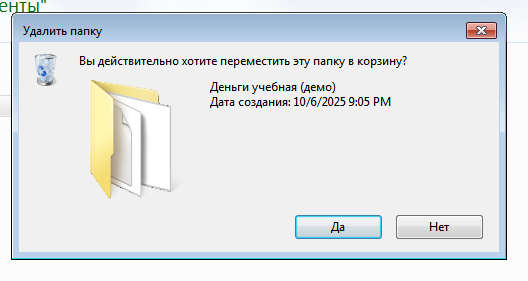 енты"
Удалить папку
Вы действительно хотите переместить эту папку в корзину?
Деньги учебная (демо)
Дата создания: 10/6/2025 9:05 PM
Да
Нет